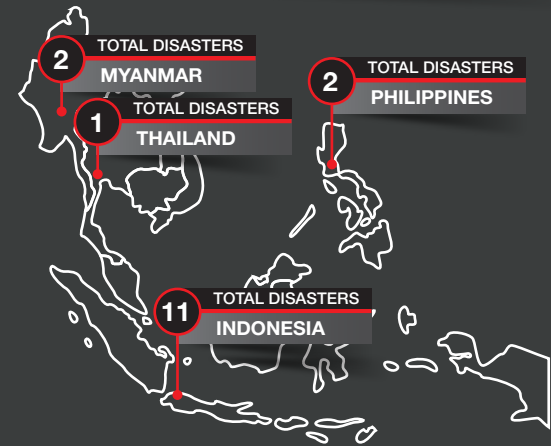 2
TOTAL DISASTERS
MYANMAR
1
TOTAL DISASTERS
THAILAND
2
TOTAL DISASTERS
PHILIPPINES
11
TOTAL DISASTERS
INDONESIA